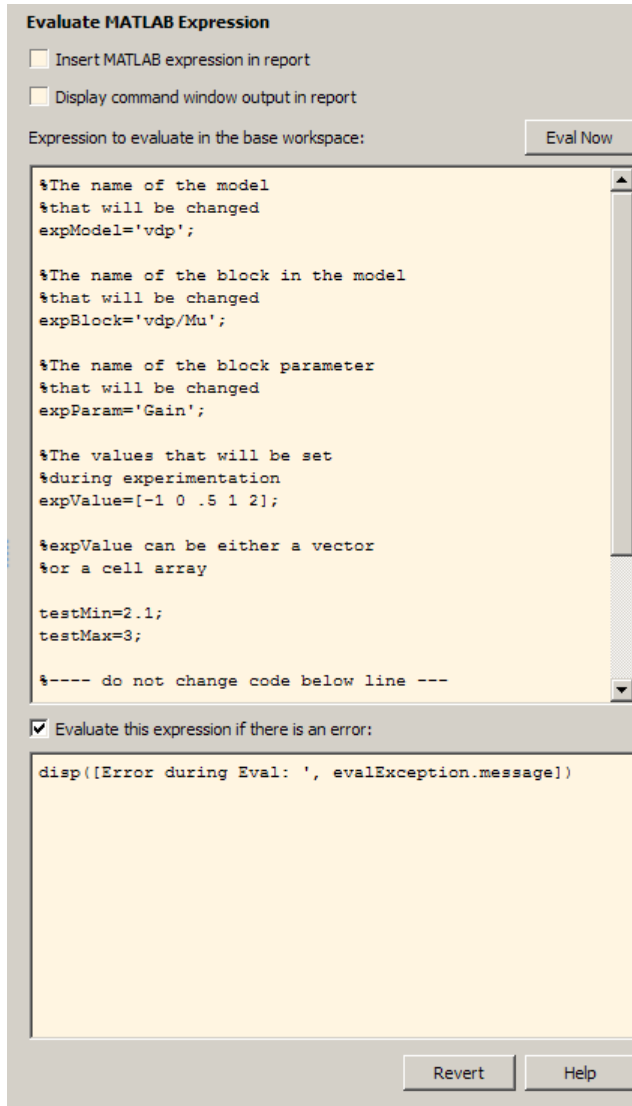 Evaluate MATLAB Expression
Insert MATLAB expression in report
Display command window output in report
Expression to evaluate in the base workspace:
Eval Now
%The name of the model
%that will be changed
expModel='vdp';
%The name of the block in the model
%that will be changed
expBlock='vdp/Mu';
%The name of the block parameter
%that will be changed
expParam='Gain';
%The values that will be set
%during experimentation
expValue=[-1 0 .5 1 2];
%expValue can be either a vector
%or a cell array
testMin=2.1;
testMax=3;
%---- do not change code below line ---
Evaluate this expression if there is an error:
disp([Error during Eval: ', evalException.message])
Revert
Help